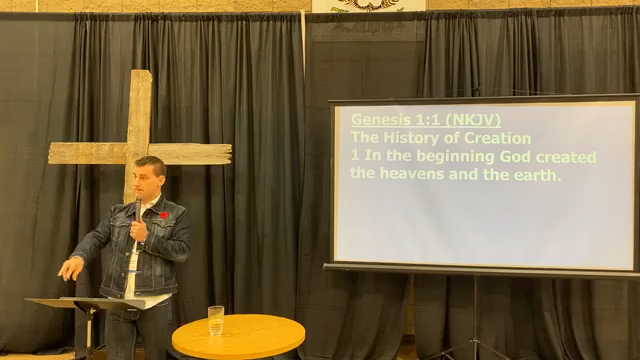 Genesis 1:1 (NKJV)
The History of Creation
1 In the beginning God created
the heavens and the earth.